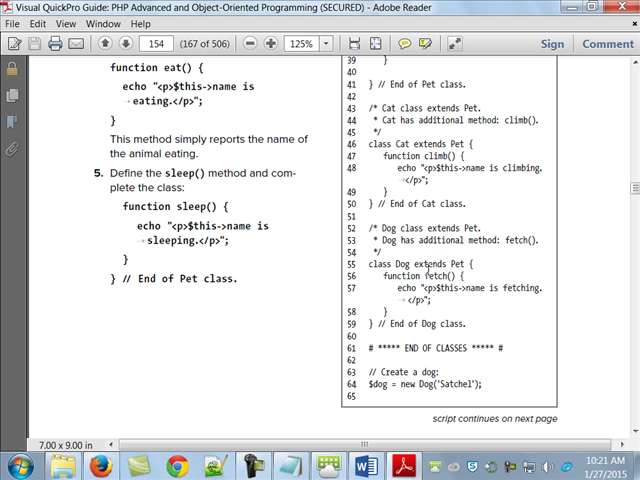 Visual QuickPro Guide: PHP Advanced and Object-Oriented Programming (SECURED) - Adobe Reader
File Edit View Window Help
154 (167 of 506) 125% Sign Comment
function eat() {
echo "<p>$this->name is
→ eating.</p>";
}
This method simply reports the name of
the animal eating.
5. Define the sleep() method and com-
plete the class:
function sleep() {
echo "<p>$this->name is
→ sleeping.</p>";
}
} // End of Pet class.
39 }
40
41 } // End of Pet class.
42
43 /* Cat class extends Pet.
44 * Cat has additional method: climb().
45 */
46 class Cat extends Pet {
47 function climb() {
48 echo "<p>$this->name is climbing.
→</p>";
49 }
50 } // End of Cat class.
51
52 /* Dog class extends Pet.
53 * Dog has additional method: fetch().
54 */
55 class Dog extends Pet {
56 function fetch() {
57 echo "<p>$this->name is fetching.
→ </p>";
58 }
59 } // End of Dog class.
60
61 # ***** END OF CLASSES ***** #
62
63 // Create a dog:
64 $dog = new Dog('Satchel');
65
script continues on next page
7.00 x 9.00 in
10:21 AM
1/27/2015